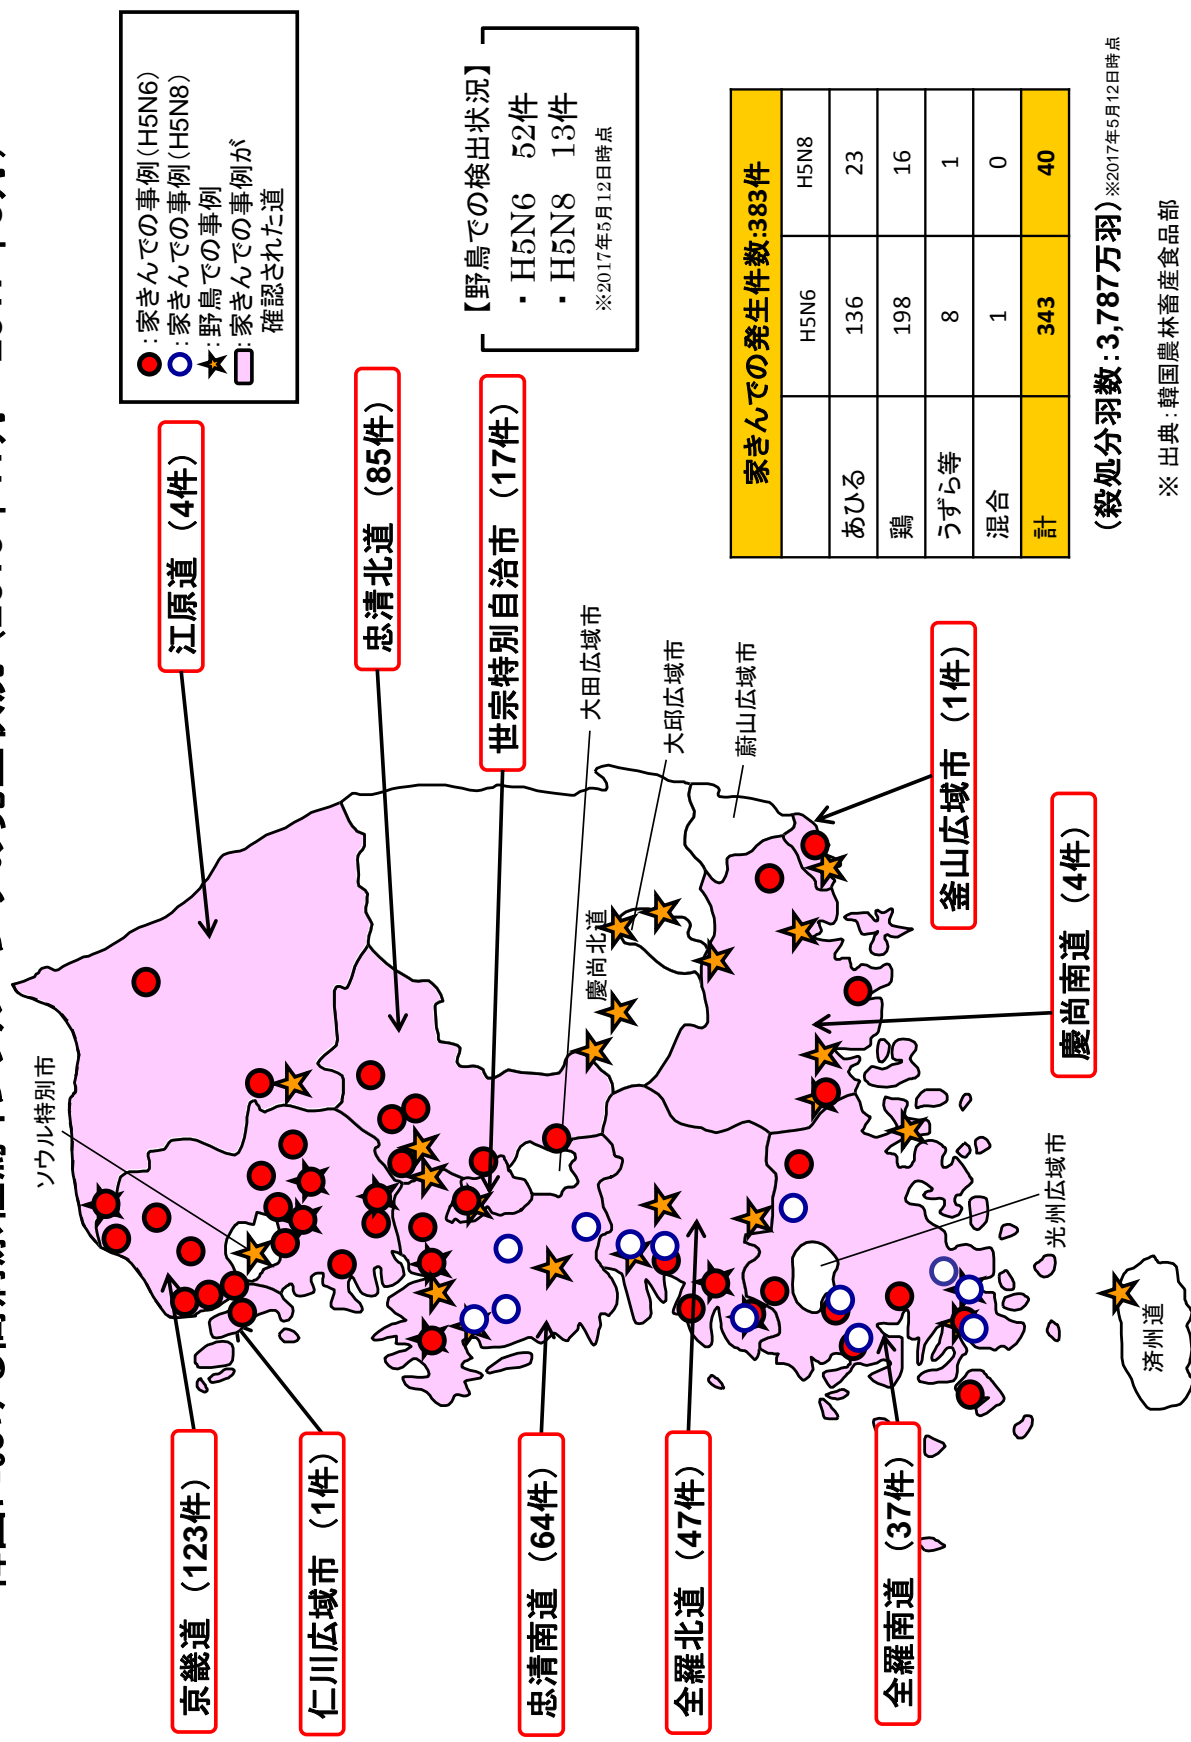 ：家きんでの事例（H5N6）
：家きんでの事例（H5N8）
：野鳥での事例
：家きんでの事例が
確認された道
【野鳥での検出状況】
・H5N6　52件
・H5N8　13件
※2017年5月12日時点
江原道（4件）
忠清北道（85件）
世宗特別自治市（17件）
大田広域市
大邱広域市
蔚山広域市
釜山広域市（1件）
慶尚南道（4件）
慶尚北道
ソウル特別市
光州広域市
済州道
京畿道（123件）
仁川広域市（1件）
忠清南道（64件）
全羅北道（47件）
全羅南道（37件）
家きんでの発生件数:383件
H5N6 H5N8
あひる 136 23
鶏 198 16
うずら等 8 1
混合 1 0
計 343 40
（殺処分羽数：3,787万羽）※2017年5月12日時点
※ 出典：韓国農林畜産食品部